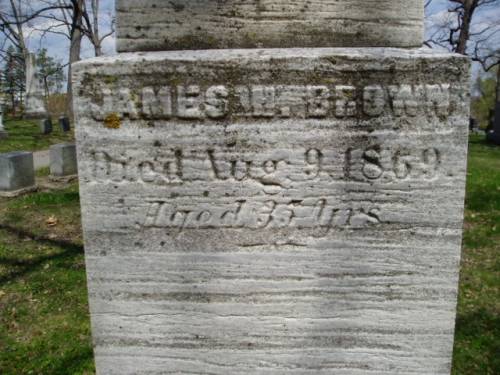 JAMES H. BROWN
Died Aug 9. 1869.
Aged 35 Yrs